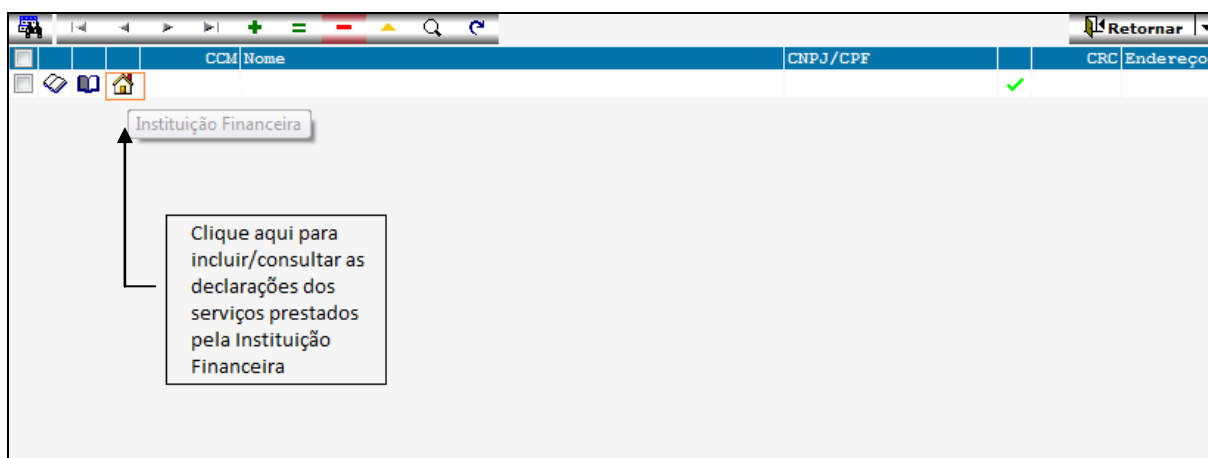 Retornar
CCM Nome CNPJ/CPF CRC Endereço
Instituição Financeira
Clique aqui para
incluir/consultar as
declarações dos
serviços prestados
pela Instituição
Financeira